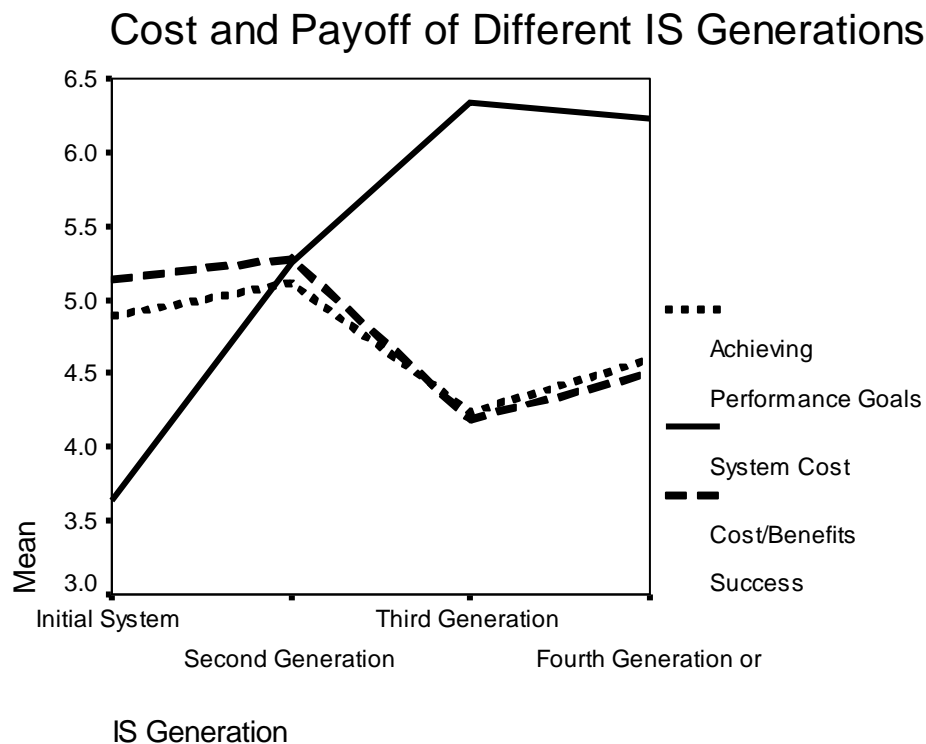 Cost and Payoff of Different IS Generations
6.5
6.0
5.5
5.0
4.5
4.0
3.5
3.0
Mean
Initial System
Second Generation
Third Generation
Fourth Generation or
IS Generation
Achieving
Performance Goals
System Cost
Cost/Benefits
Success